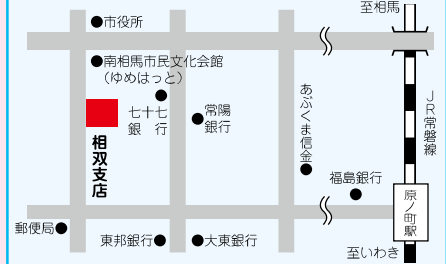 至相馬
市役所
南相馬市民文化会館
（ゆめはっと）
七十七
銀　行
常陽
銀行
あぶくま信金
ＪＲ常磐線
相双支店
福島銀行
原ノ町駅
郵便局
東邦銀行
大東銀行
至いわき